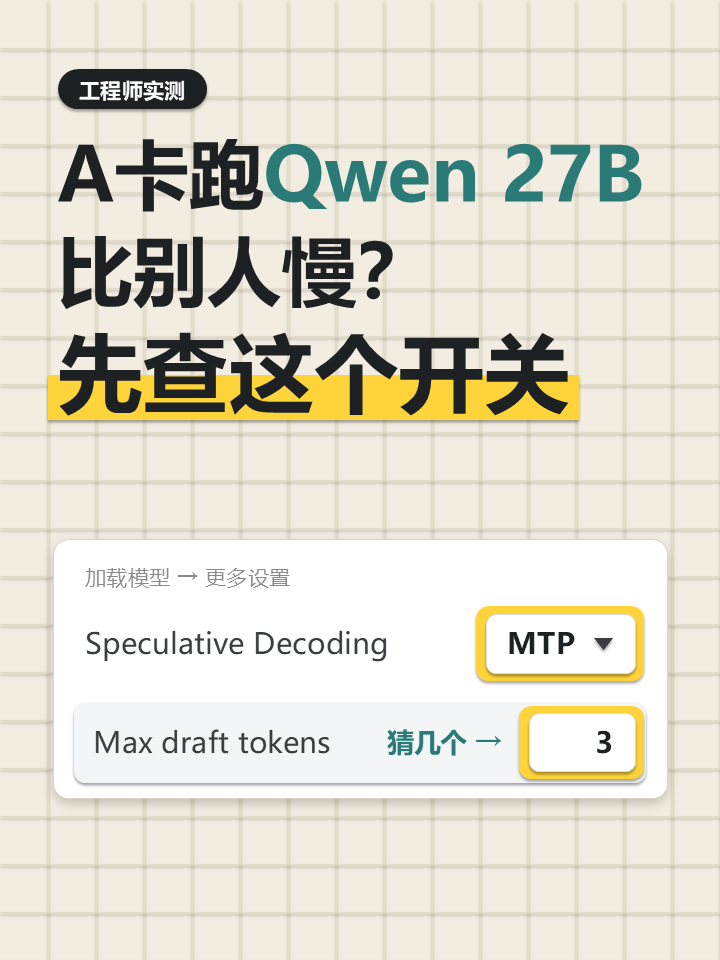 工程师实测
A卡跑Qwen 27B
比别人慢？
先查这个开关
加载模型 → 更多设置
Speculative Decoding MTP ▼
Max draft tokens 猜几个 → 3